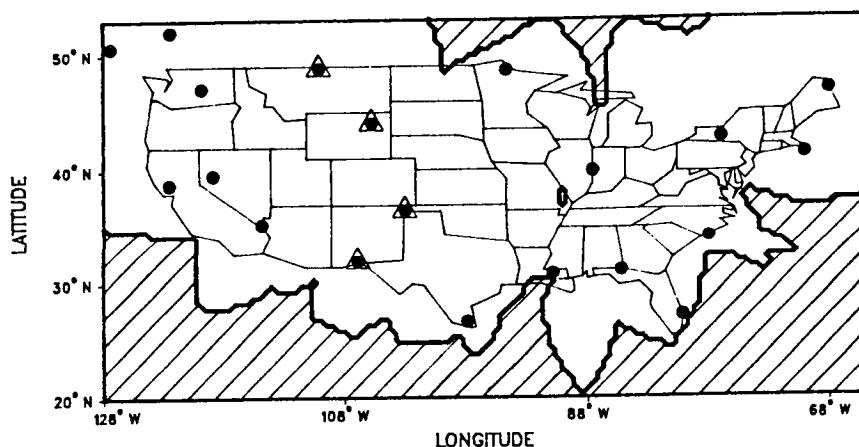 50° N
40° N
30° N
20° N
LATITUDE
128° W
108° W
88° W
68° W
LONGITUDE